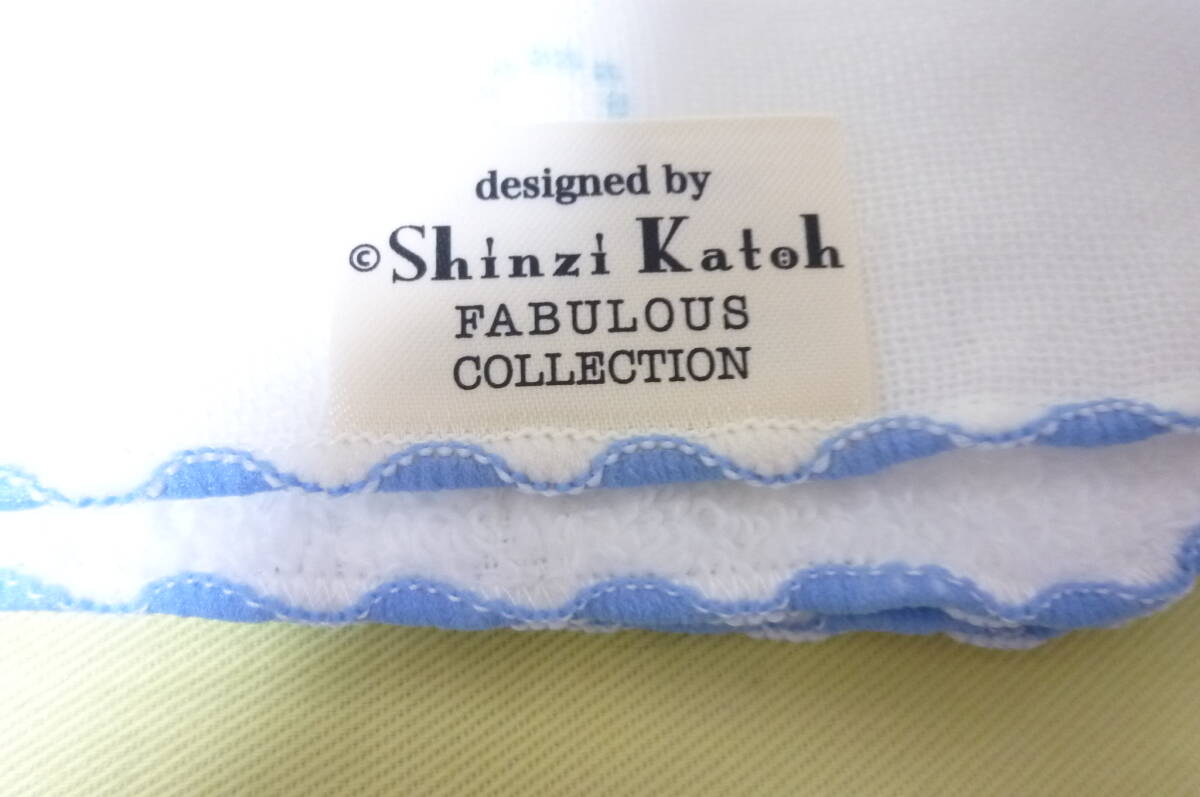 designed by
©Shinzi Katoh
FABULOUS
COLLECTION